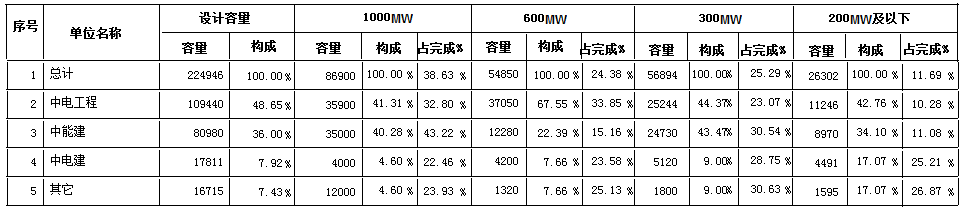 序号 单位名称 设计容量 1000MW 600MW 300MW 200MW及以下
容量 构成 容量 构成 占完成% 容量 构成 占完成% 容量 构成 占完成% 容量 构成 占完成%
1 总计 224946 100.00% 86900 100.00% 38.63% 54850 100.00% 24.38% 56894 100.00% 25.29% 26302 100.00% 11.69%
2 中电工程 109440 48.65% 35900 41.31% 32.80% 37050 67.55% 33.85% 25244 44.37% 23.07% 11246 42.76% 10.28%
3 中能建 80980 36.00% 35000 40.28% 43.22% 12280 22.39% 15.16% 24730 43.47% 30.54% 8970 34.10% 11.08%
4 中电建 17811 7.92% 4000 4.60% 22.46% 4200 7.66% 23.58% 5120 9.00% 28.75% 4491 17.07% 25.21%
5 其它 16715 7.43% 12000 4.60% 23.93% 1320 7.66% 25.13% 1800 9.00% 30.63% 1595 17.07% 26.87%